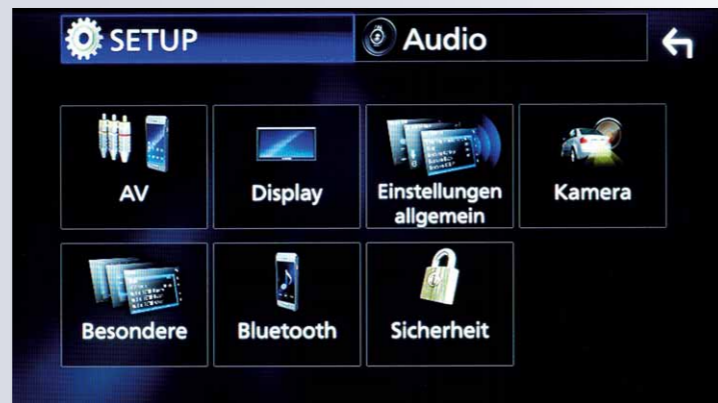 SETUP
Audio
AV
Display
Einstellungen
allgemein
Kamera
Besondere
Bluetooth
Sicherheit